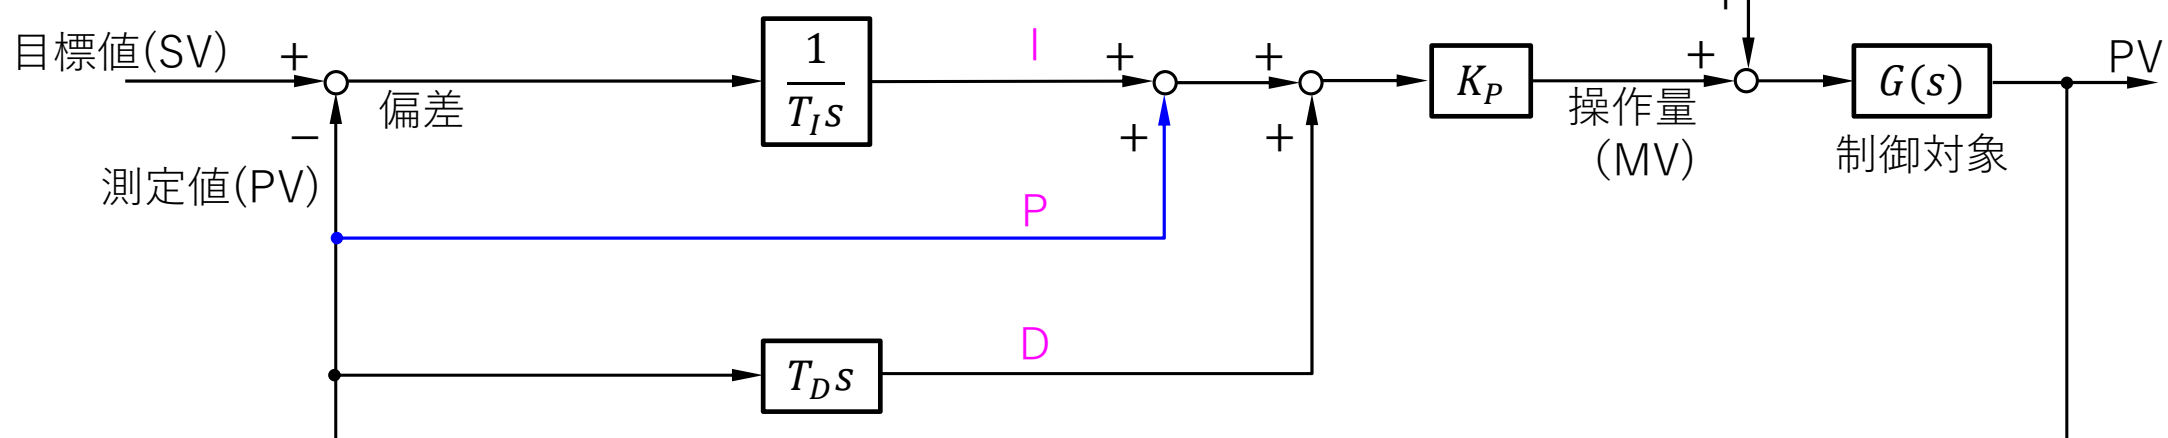 目標値(SV)
+
−
偏差
測定値(PV)
1
T_I s
I
+
+
P
T_D s
D
+
+
K_P
操作量
(MV)
+
G(s)
制御対象
PV